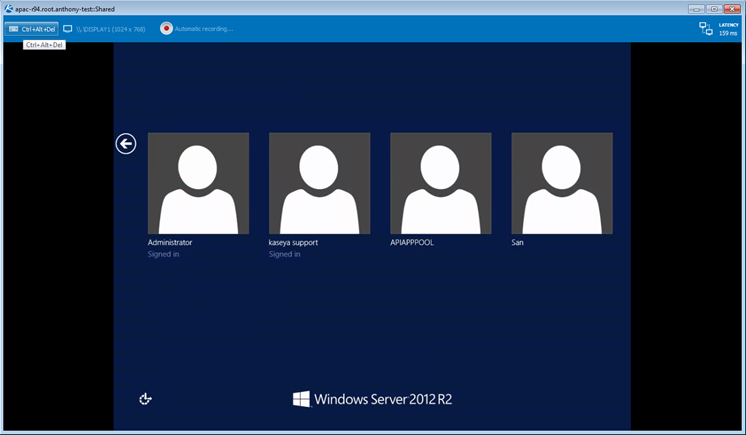 apac-r94.root.anthony-test::Shared
Ctrl+Alt+Del
\\.\DISPLAY1 (1024 x 768)
Automatic recording...
LATENCY
159 ms
Ctrl+Alt+Del
Administrator
Signed in
kaseya support
Signed in
APIAPPPOOL
San
Windows Server 2012 R2